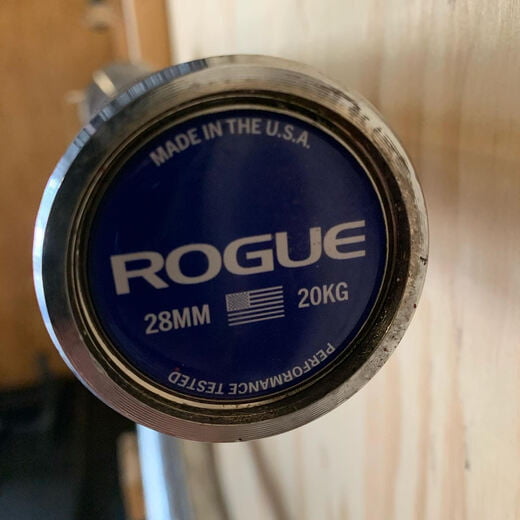 MADE IN THE U.S.A.
ROGUE
28MM 20KG
PERFORMANCE TESTED